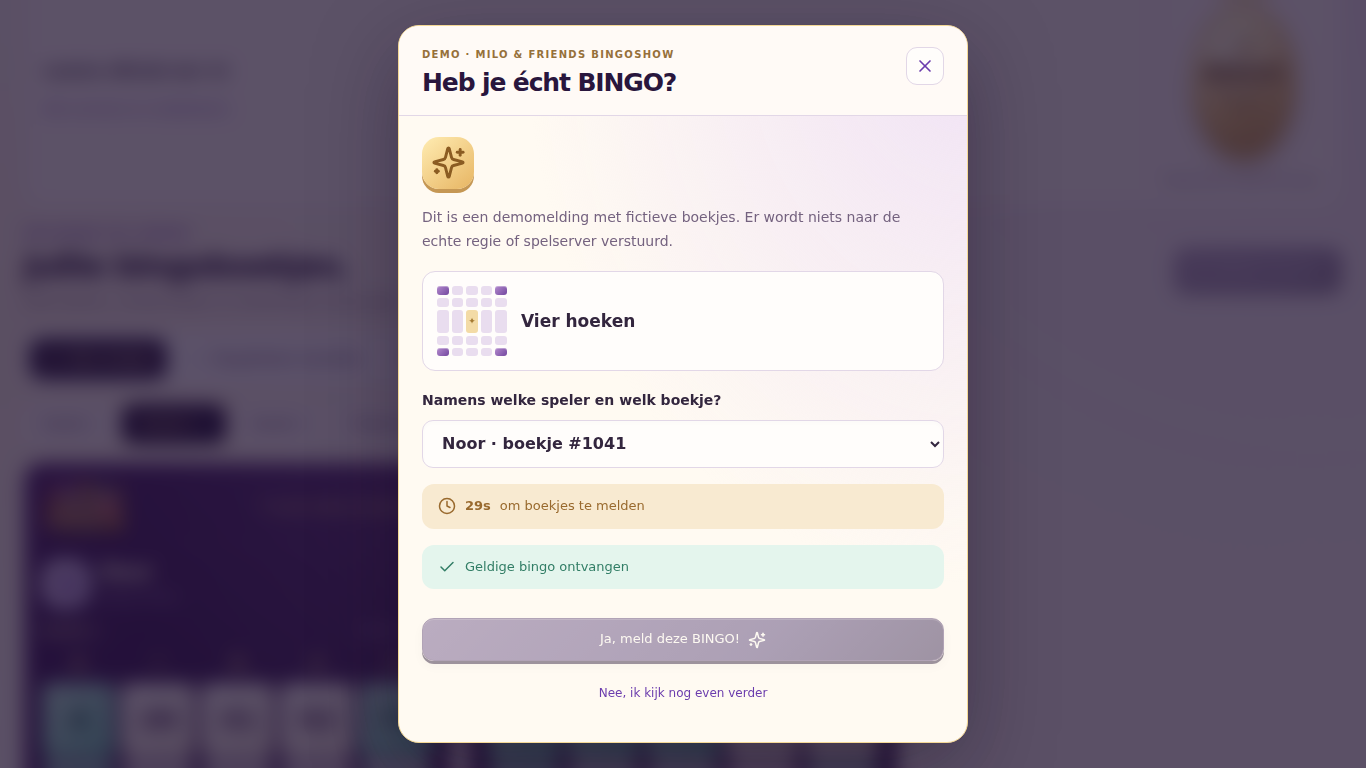 DEMO · MILO & FRIENDS BINGOSHOW
Heb je écht BINGO?
Dit is een demomelding met fictieve boekjes. Er wordt niets naar de
echte regie of spelserver verstuurd.
Vier hoeken
Namens welke speler en welk boekje?
Noor · boekje #1041
29s om boekjes te melden
Geldige bingo ontvangen
Ja, meld deze BINGO!
Nee, ik kijk nog even verder